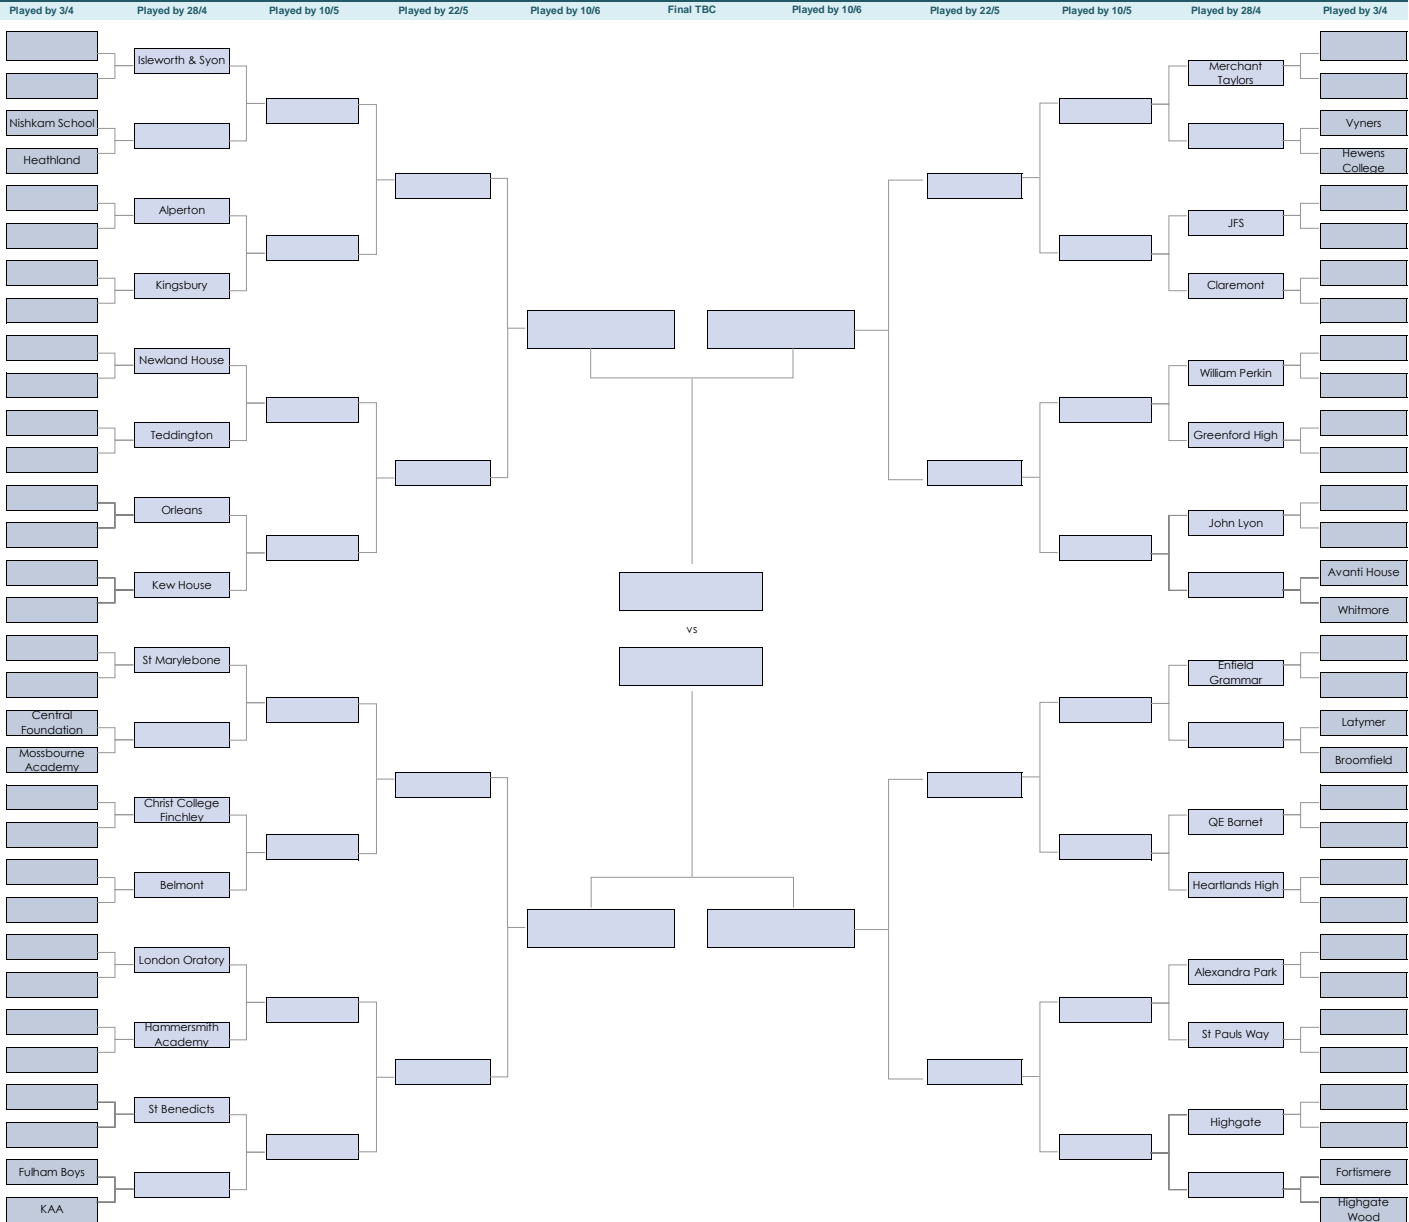 Played by 3/4
Played by 28/4
Played by 10/5
Played by 22/5
Played by 10/6
Final TBC
Played by 10/6
Played by 22/5
Played by 10/5
Played by 28/4
Played by 3/4
Isleworth & Syon
Merchant
Taylors
Nishkam School
Vyners
Heathland
Hewens
College
Alperton
JFS
Kingsbury
Claremont
Newland House
William Perkin
Teddington
Greenford High
Orleans
John Lyon
Kew House
Avanti House
Whitmore
vs
St Marylebone
Enfield
Grammar
Central
Foundation
Latymer
Mossbourne
Academy
Broomfield
Christ College
Finchley
QE Barnet
Belmont
Heartlands High
London Oratory
Alexandra Park
Hammersmith
Academy
St Pauls Way
St Benedicts
Highgate
Fulham Boys
Fortismere
KAA
Highgate
Wood